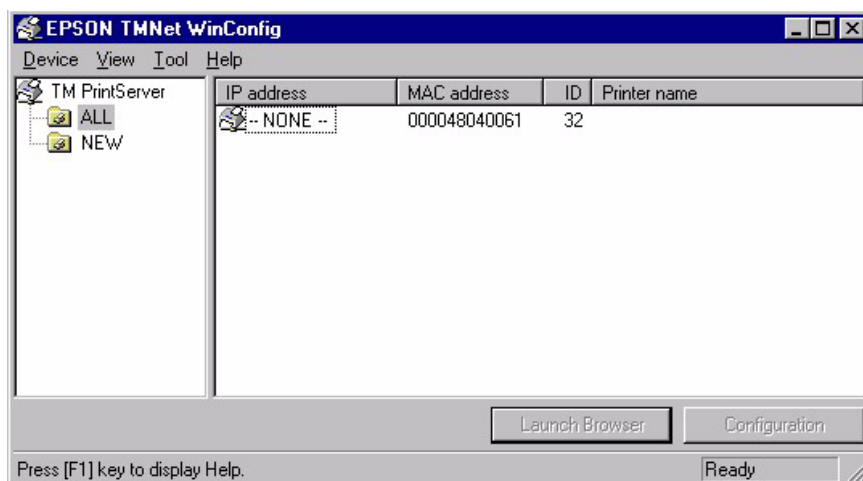 EPSON TMNet WinConfig
Device View Tool Help
TM PrintServer
ALL
NEW
IP address MAC address ID Printer name
-- NONE -- 000048040061 32
Launch Browser Configuration
Press [F1] key to display Help. Ready